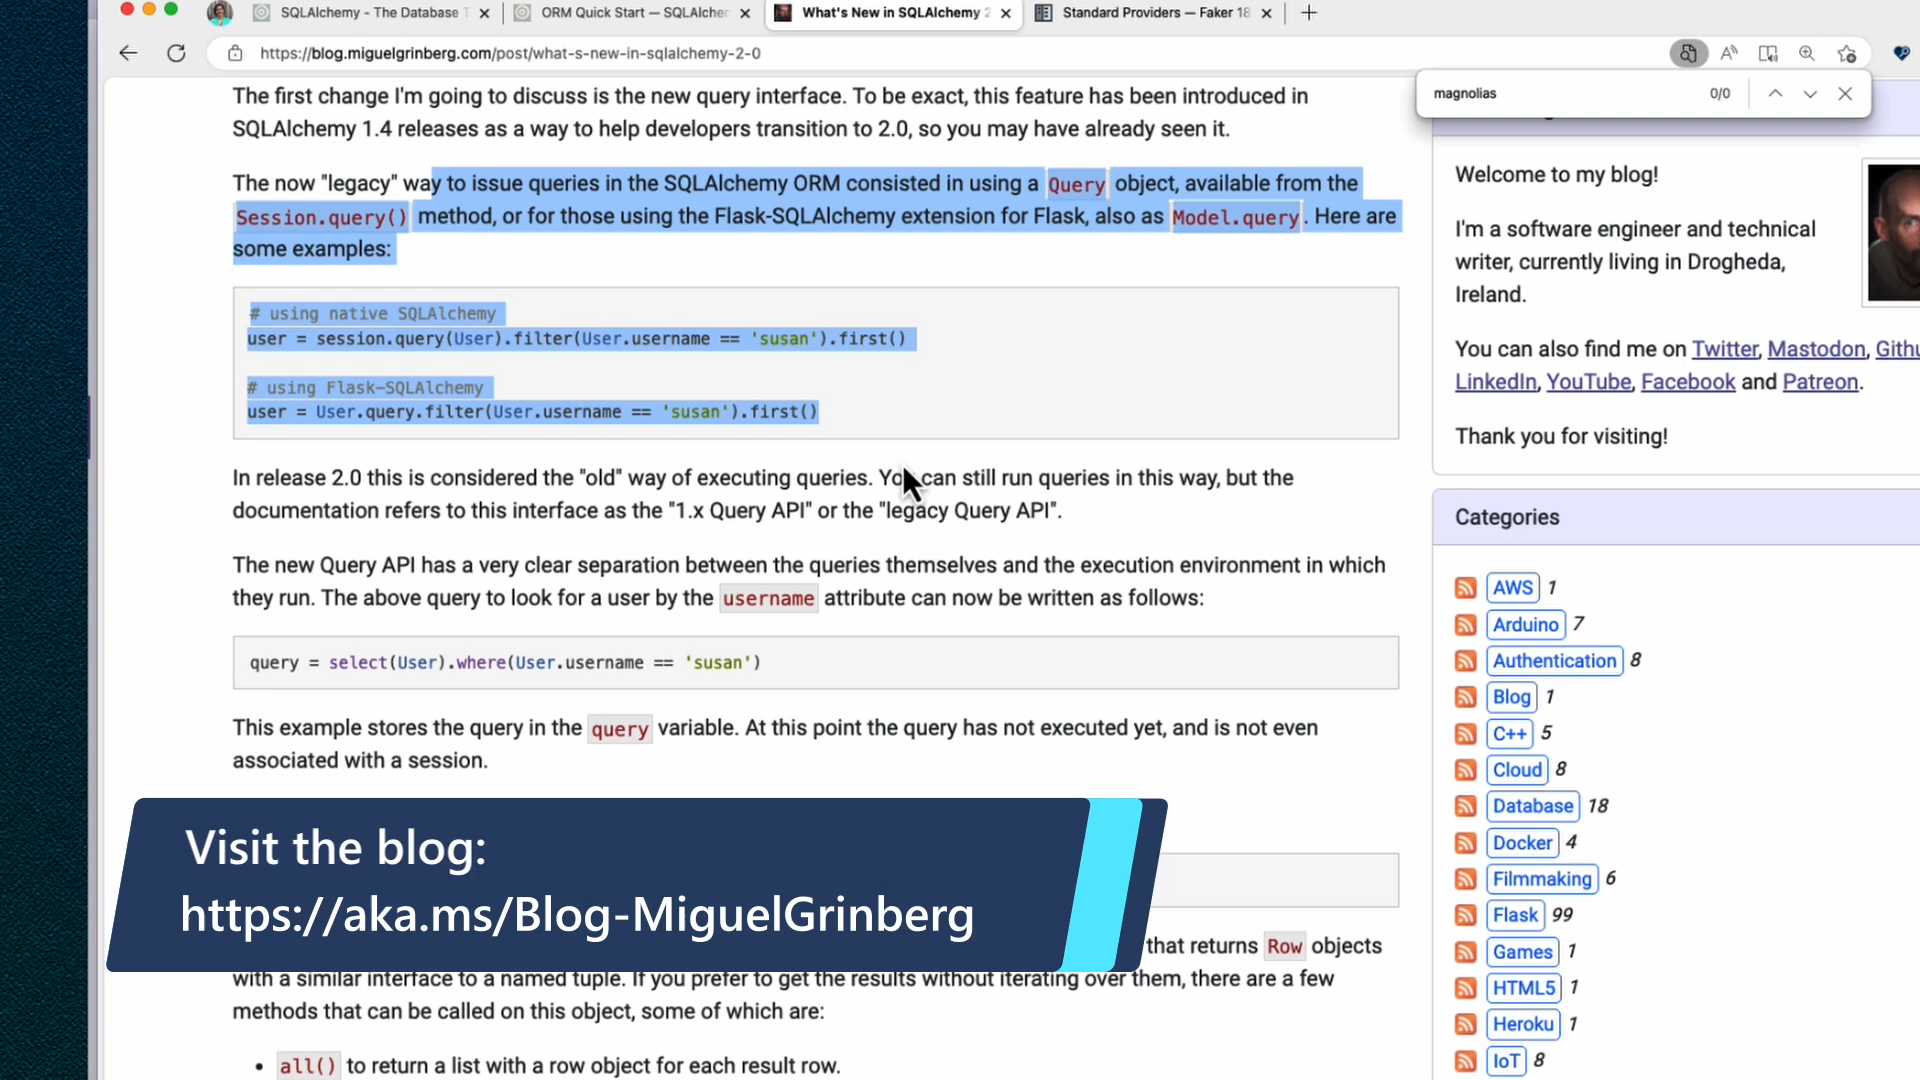 SQLAlchemy - The Database T
ORM Quick Start — SQLAlchem
What's New in SQLAlchemy 2
Standard Providers — Faker 18
https://blog.miguelgrinberg.com/post/what-s-new-in-sqlalchemy-2-0
magnolias 0/0
The first change I'm going to discuss is the new query interface. To be exact, this feature has been introduced in
SQLAlchemy 1.4 releases as a way to help developers transition to 2.0, so you may have already seen it.
The now "legacy" way to issue queries in the SQLAlchemy ORM consisted in using a Query object, available from the
Session.query() method, or for those using the Flask-SQLAlchemy extension for Flask, also as Model.query. Here are
some examples:
# using native SQLAlchemy
user = session.query(User).filter(User.username == 'susan').first()
# using Flask-SQLAlchemy
user = User.query.filter(User.username == 'susan').first()
In release 2.0 this is considered the "old" way of executing queries. You can still run queries in this way, but the
documentation refers to this interface as the "1.x Query API" or the "legacy Query API".
The new Query API has a very clear separation between the queries themselves and the execution environment in which
they run. The above query to look for a user by the username attribute can now be written as follows:
query = select(User).where(User.username == 'susan')
This example stores the query in the query variable. At this point the query has not executed yet, and is not even
associated with a session.
Visit the blog:
https://aka.ms/Blog-MiguelGrinberg
that returns Row objects
with a similar interface to a named tuple. If you prefer to get the results without iterating over them, there are a few
methods that can be called on this object, some of which are:
• all() to return a list with a row object for each result row.
Welcome to my blog!
I'm a software engineer and technical
writer, currently living in Drogheda,
Ireland.
You can also find me on Twitter, Mastodon, Githu
LinkedIn, YouTube, Facebook and Patreon.
Thank you for visiting!
Categories
AWS 1
Arduino 7
Authentication 8
Blog 1
C++ 5
Cloud 8
Database 18
Docker 4
Filmmaking 6
Flask 99
Games 1
HTML5 1
Heroku 1
IoT 8